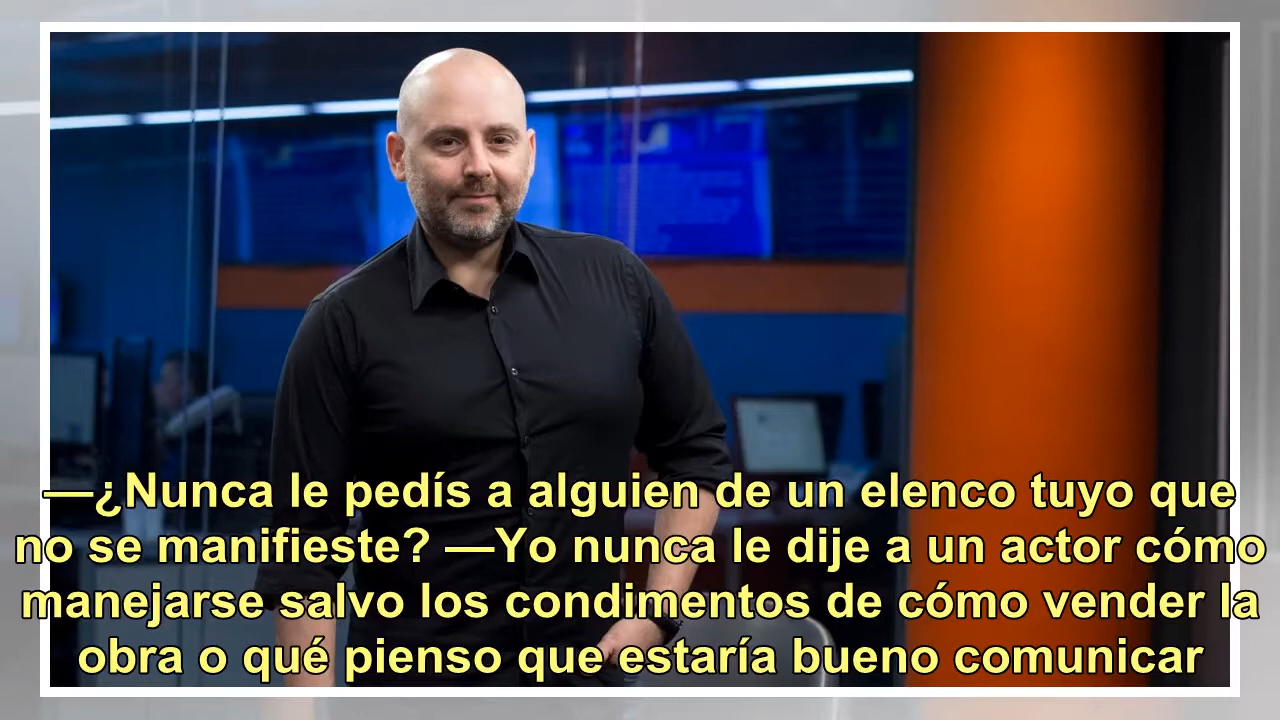 —¿Nunca le pedís a alguien de un elenco tuyo que
no se manifieste? —Yo nunca le dije a un actor cómo
manejarse salvo los condimentos de cómo vender la
obra o qué pienso que estaría bueno comunicar